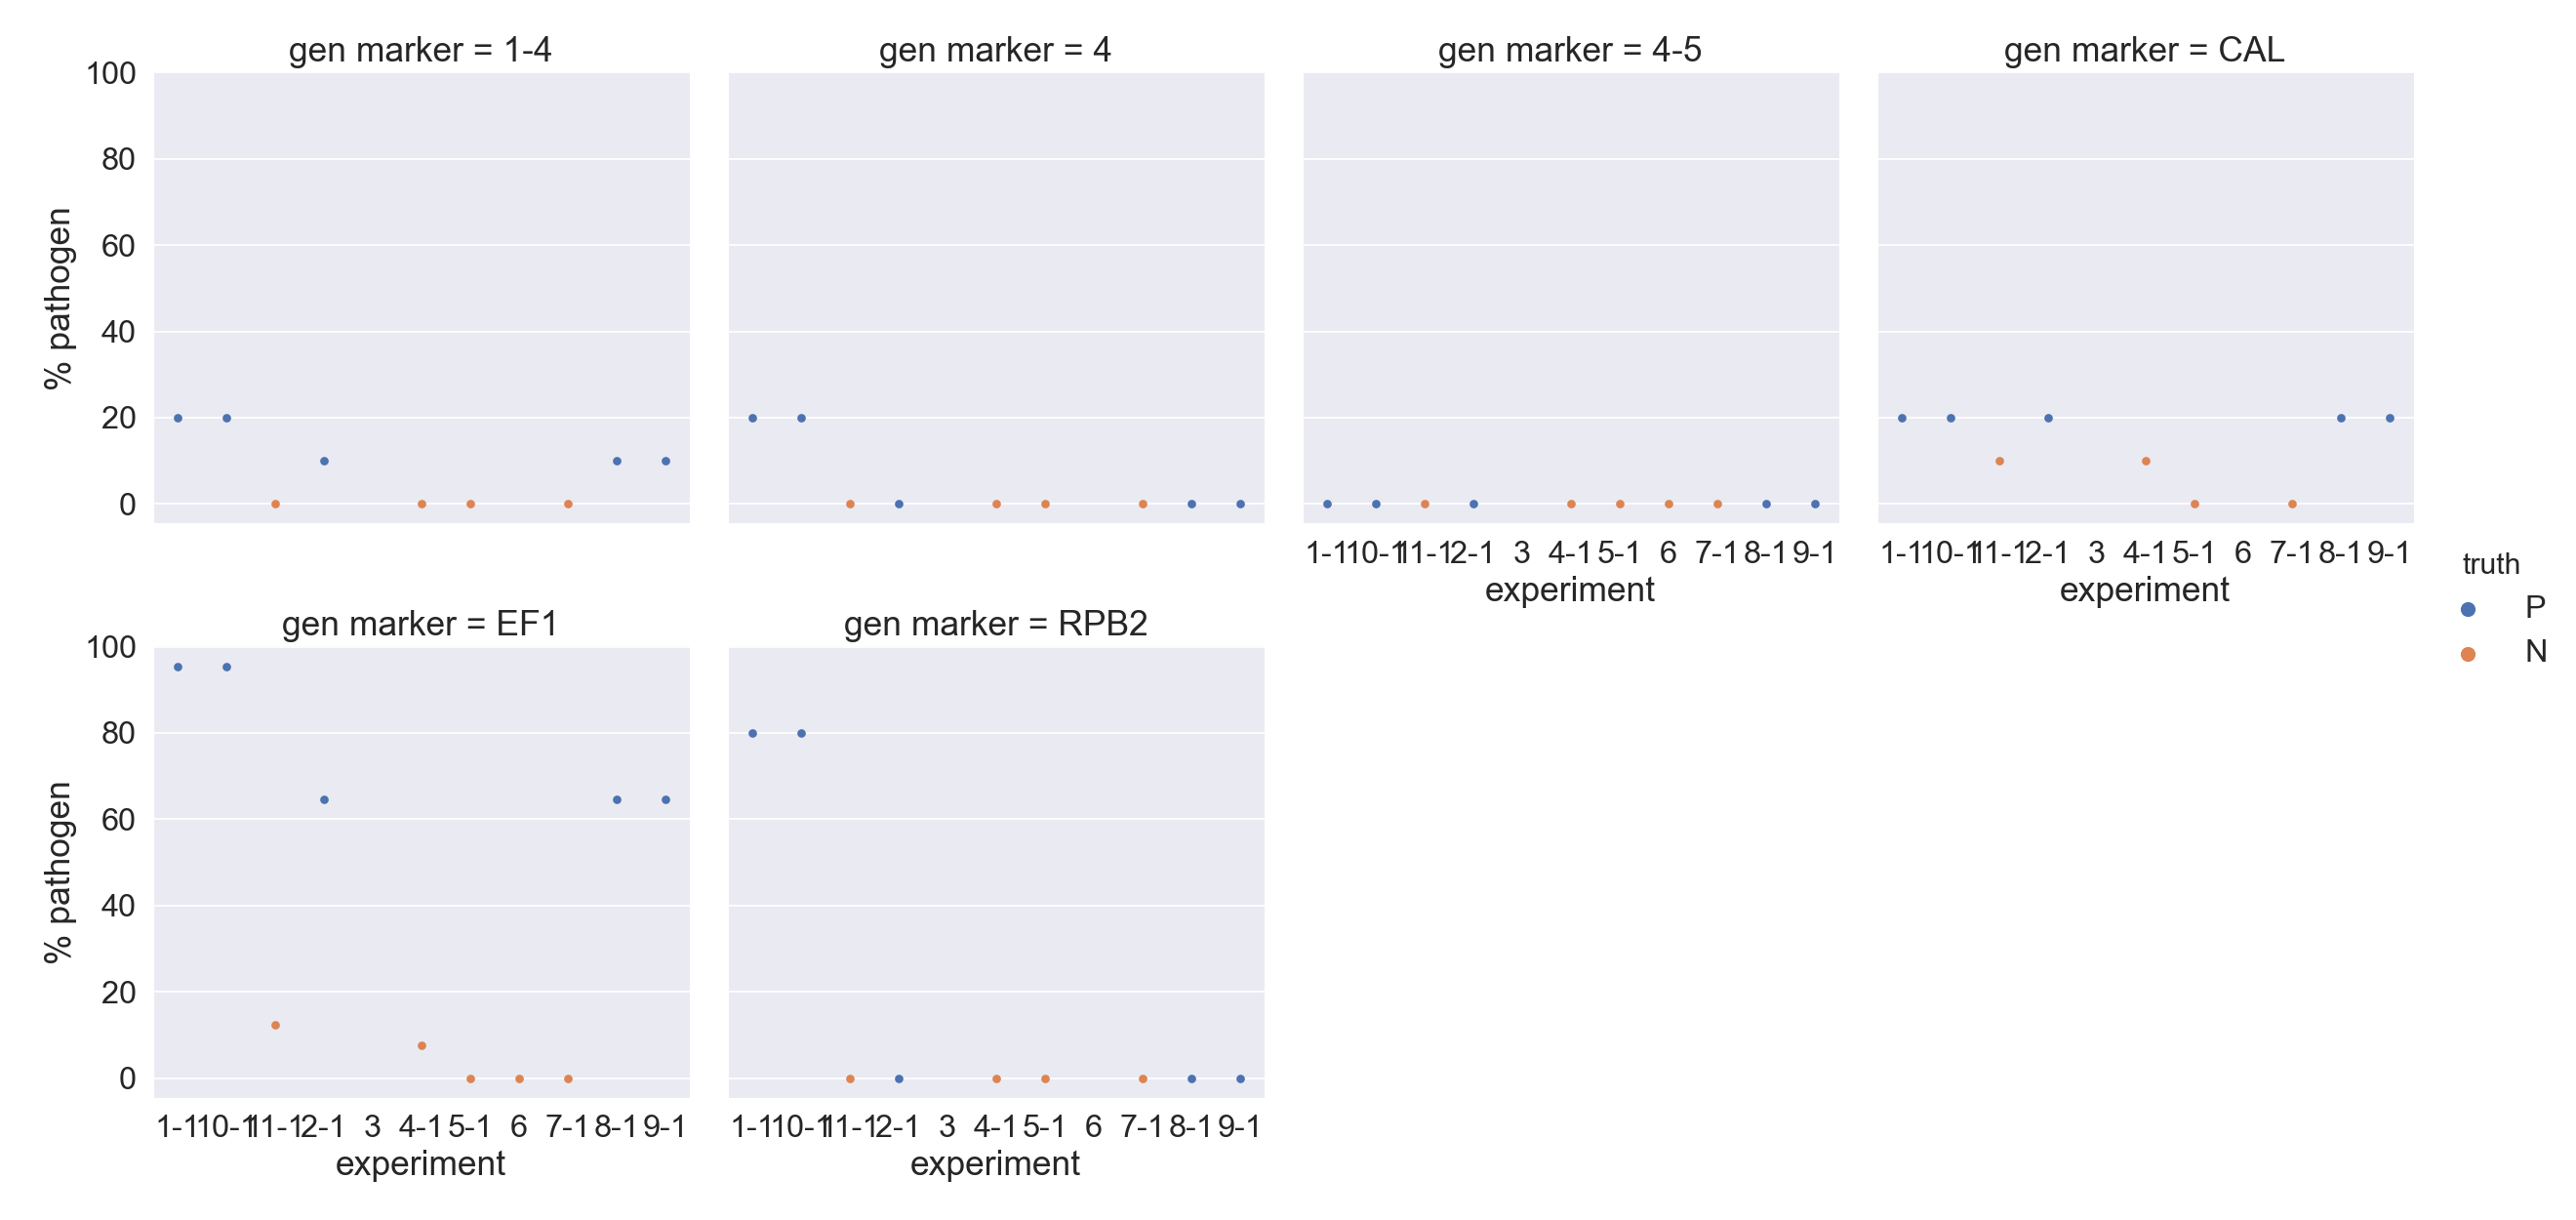 gen marker = 1-4
gen marker = 4
gen marker = 4-5
gen marker = CAL
100
80
60
40
20
0
% pathogen
1-1 10-1 11-1 2-1 3 4-1 5-1 6 7-1 8-1 9-1
experiment
1-1 10-1 11-1 2-1 3 4-1 5-1 6 7-1 8-1 9-1
experiment
truth
P
N
gen marker = EF1
gen marker = RPB2
100
80
60
40
20
0
% pathogen
1-1 10-1 11-1 2-1 3 4-1 5-1 6 7-1 8-1 9-1
experiment
1-1 10-1 11-1 2-1 3 4-1 5-1 6 7-1 8-1 9-1
experiment